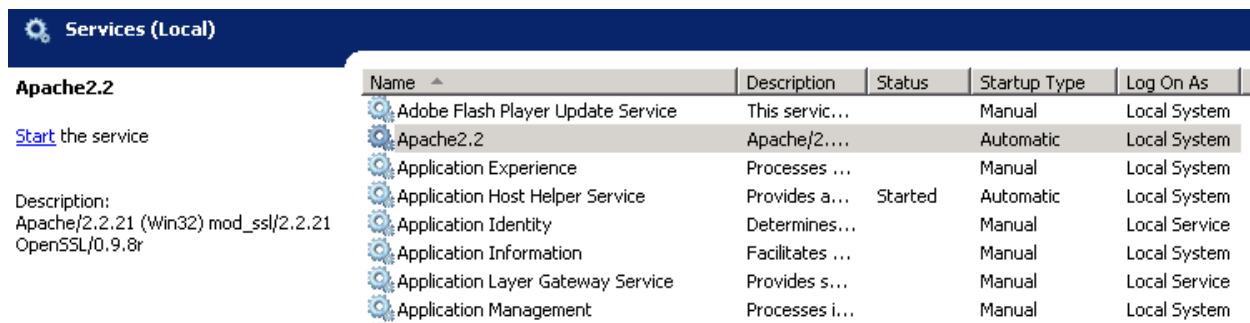 Services (Local)
Apache2.2
Start the service
Description:
Apache/2.2.21 (Win32) mod_ssl/2.2.21
OpenSSL/0.9.8r
Name Description Status Startup Type Log On As
Adobe Flash Player Update Service This servic... Manual Local System
Apache2.2 Apache/2.... Automatic Local System
Application Experience Processes ... Manual Local System
Application Host Helper Service Provides a... Started Automatic Local System
Application Identity Determines... Manual Local Service
Application Information Facilitates ... Manual Local System
Application Layer Gateway Service Provides s... Manual Local Service
Application Management Processes i... Manual Local System